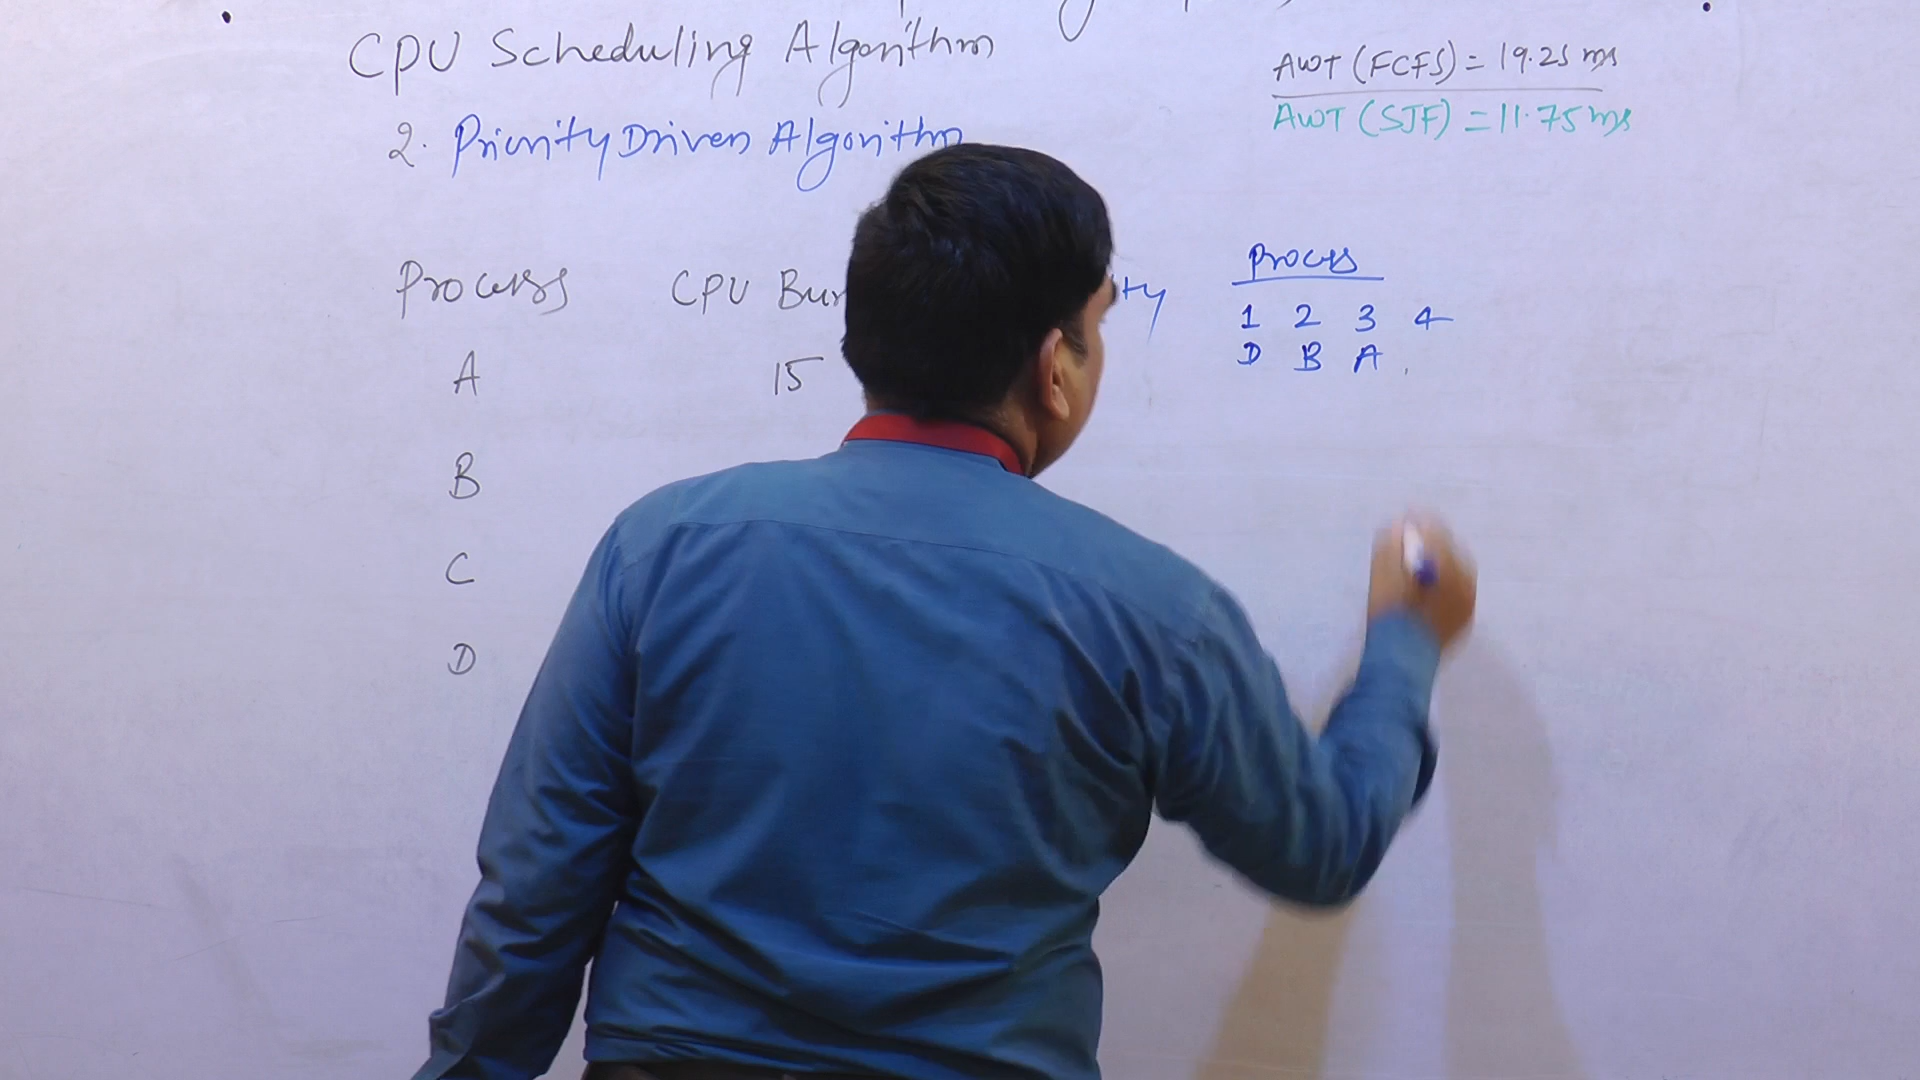 CPU Scheduling Algorithm
AWT (FCFS) = 19.25 ms
AWT (SJF) = 11.75 ms
2. Priority Driven Algorithm
Process CPU Bur ty
A 15
B
C
D
Process
1 2 3 4
D B A